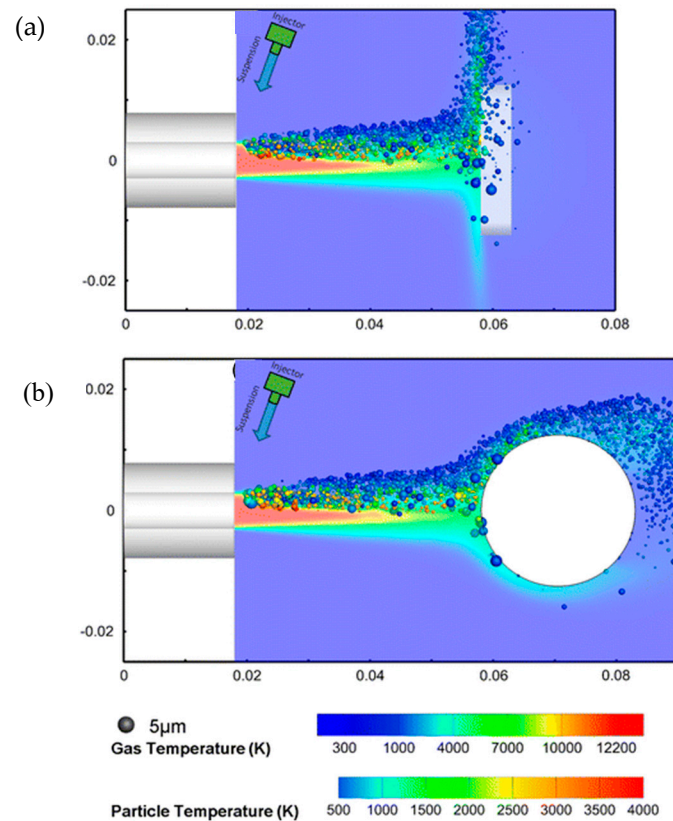 (a)
0.02
0
-0.02
Injector
Suspension
0 0.02 0.04 0.06 0.08
(b)
0.02
0
-0.02
Injector
Suspension
0 0.02 0.04 0.06 0.08
5μm
Gas Temperature (K)
300 1000 4000 7000 10000 12200
Particle Temperature (K)
500 1000 1500 2000 2500 3000 3500 4000